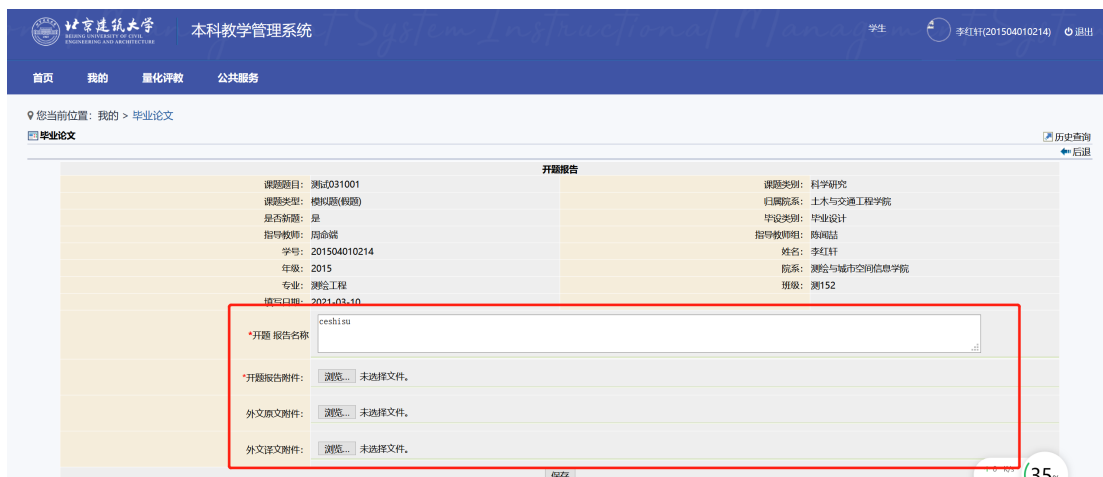 北京建筑大学 本科教学管理系统 学生 李红轩(201504010214) 退出
BEIJING UNIVERSITY OF CIVIL
ENGINEERING AND ARCHITECTURE
首页 我的 量化评教 公共服务
您当前位置：我的 > 毕业论文
毕业论文 历史查询
后退
开题报告
课题题目： 测试031001 课题类别： 科学研究
课题类型： 模拟题(假题) 归属院系： 土木与交通工程学院
是否新题： 是 毕设类别： 毕业设计
指导教师： 周命端 指导教师组： 陈闻喆
学号： 201504010214 姓名： 李红轩
年级： 2015 院系： 测绘与城市空间信息学院
专业： 测绘工程 班级： 测152
填写日期： 2021-03-10
*开题 报告名称 ceshisu
*开题报告附件： 浏览... 未选择文件。
外文原文附件： 浏览... 未选择文件。
外文译文附件： 浏览... 未选择文件。
保存 35